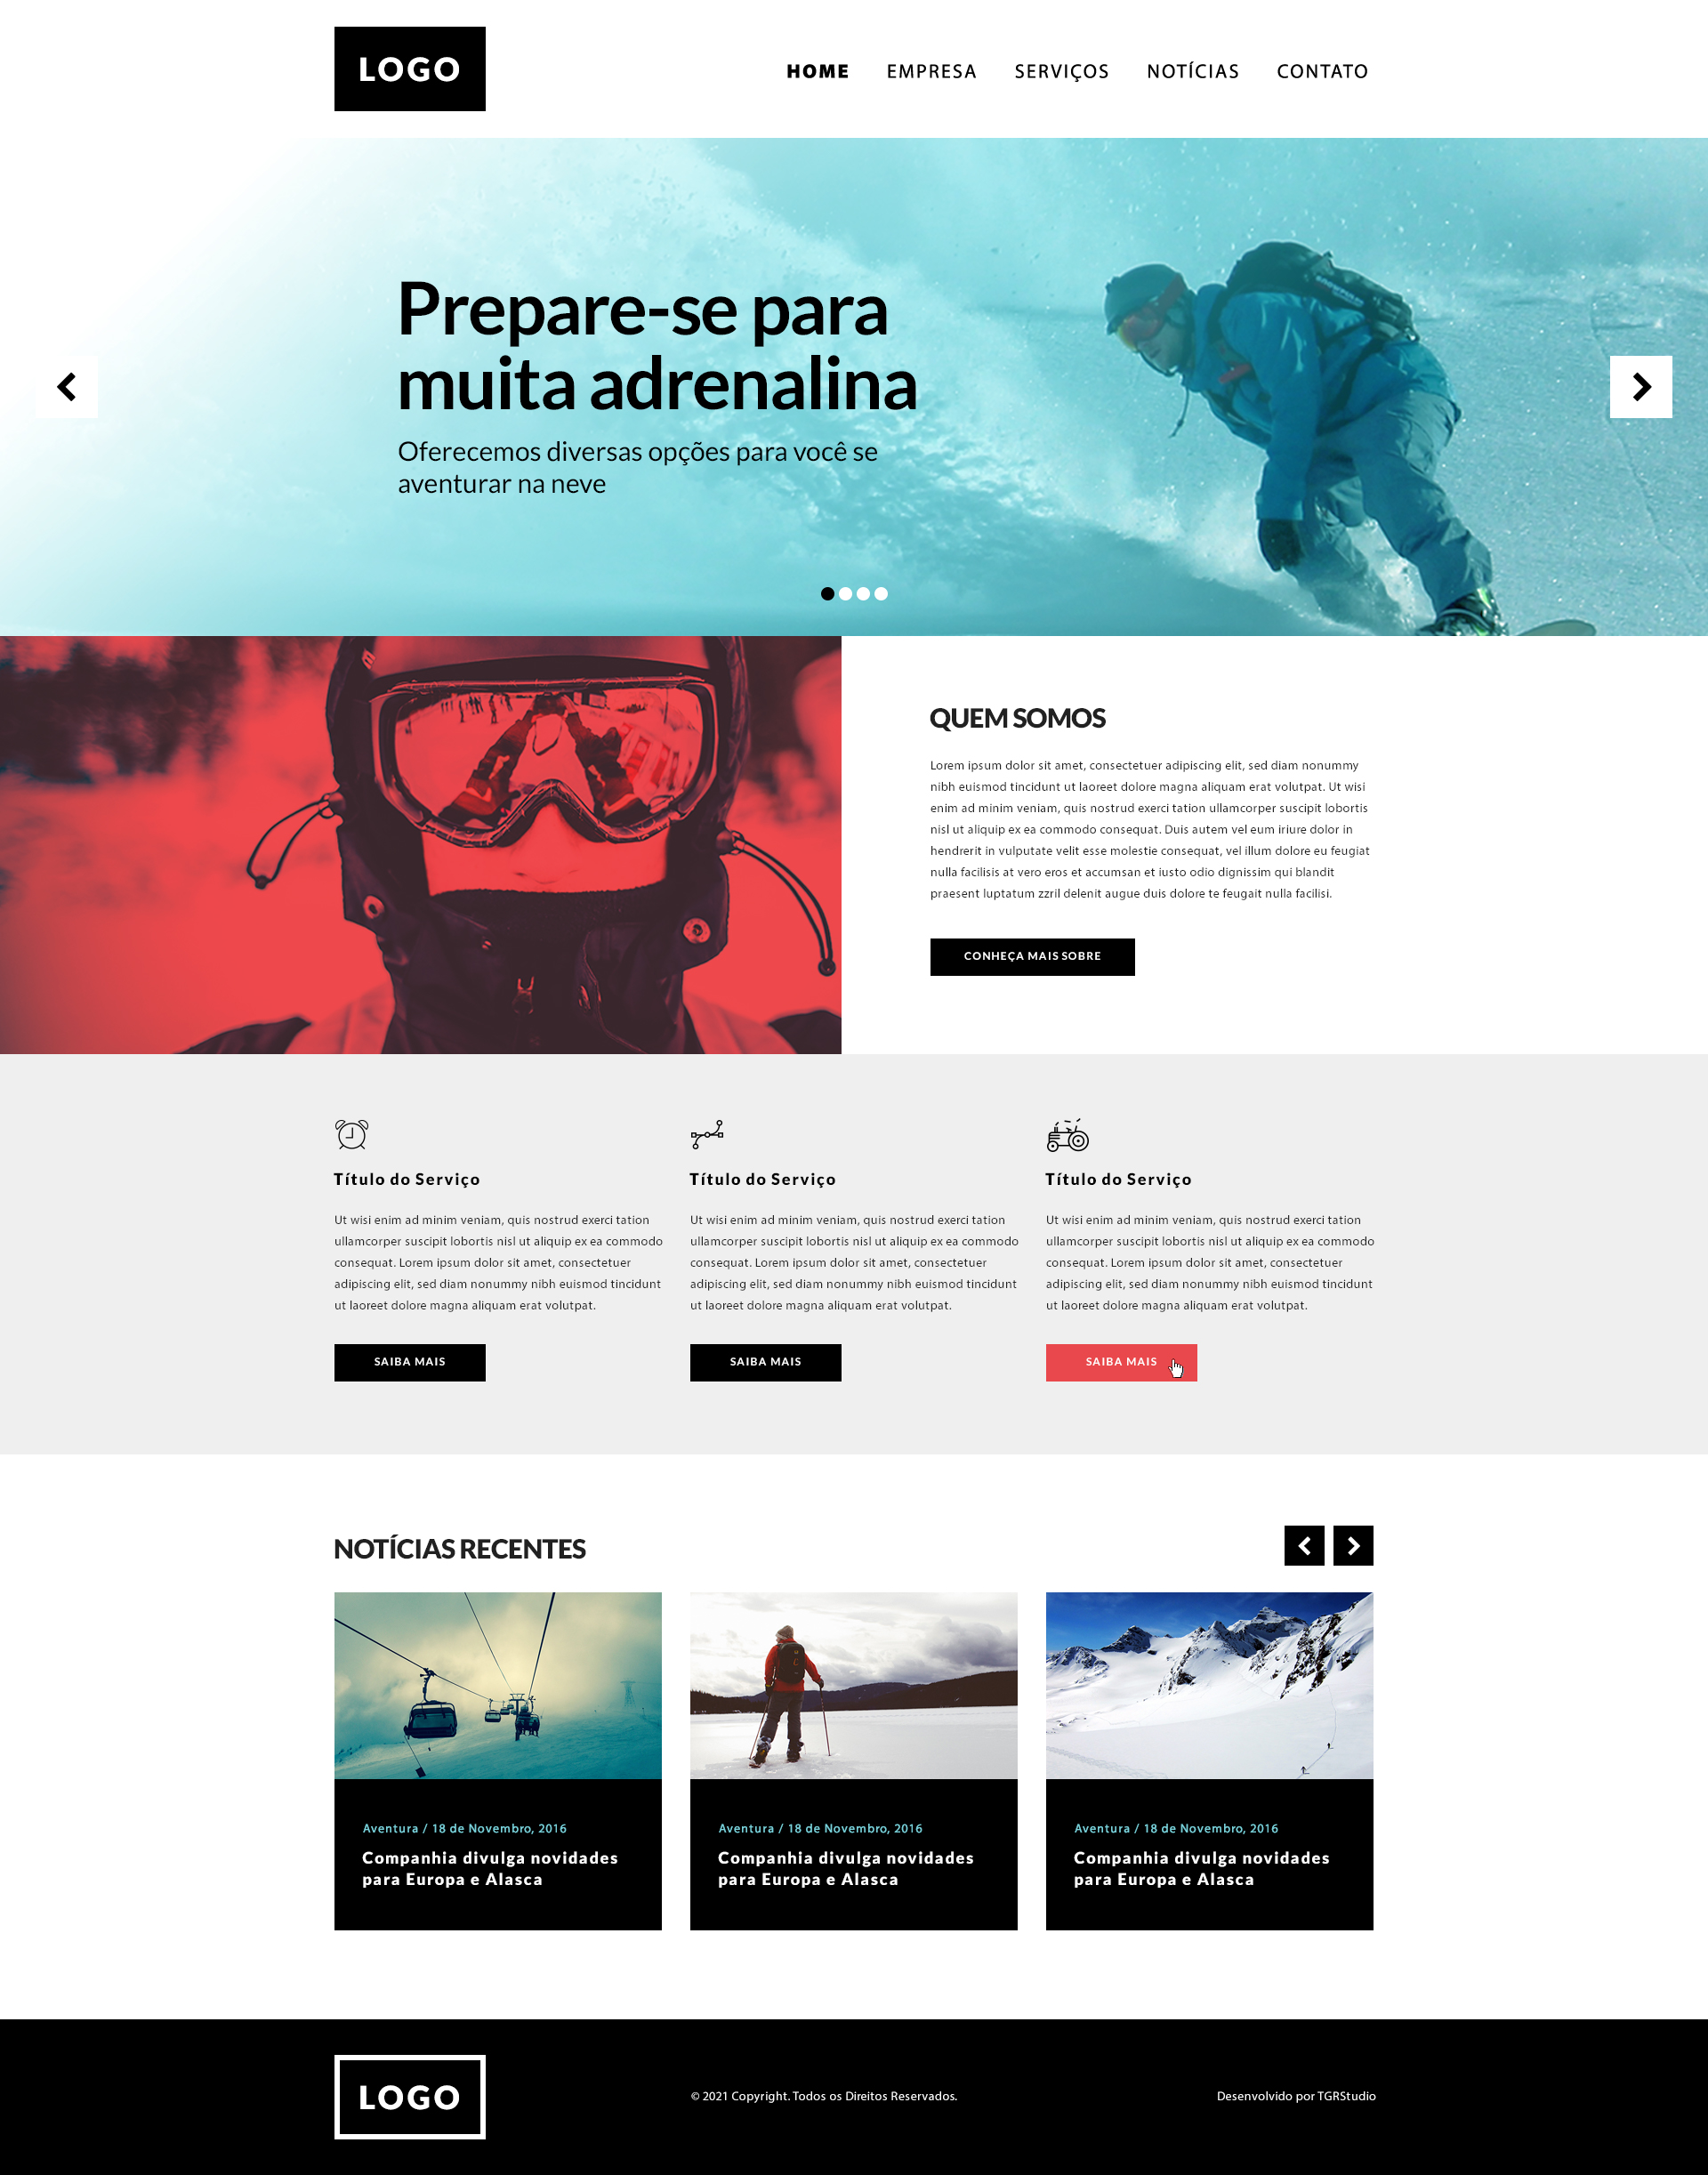 LOGO
HOME EMPRESA SERVIÇOS NOTÍCIAS CONTATO
Prepare-se para
muita adrenalina
Oferecemos diversas opções para você se
aventurar na neve
QUEM SOMOS
Lorem ipsum dolor sit amet, consectetuer adipiscing elit, sed diam nonummy
nibh euismod tincidunt ut laoreet dolore magna aliquam erat volutpat. Ut wisi
enim ad minim veniam, quis nostrud exerci tation ullamcorper suscipit lobortis
nisl ut aliquip ex ea commodo consequat. Duis autem vel eum iriure dolor in
hendrerit in vulputate velit esse molestie consequat, vel illum dolore eu feugiat
nulla facilisis at vero eros et accumsan et iusto odio dignissim qui blandit
praesent luptatum zzril delenit augue duis dolore te feugait nulla facilisi.
CONHEÇA MAIS SOBRE
Título do Serviço
Ut wisi enim ad minim veniam, quis nostrud exerci tation
ullamcorper suscipit lobortis nisl ut aliquip ex ea commodo
consequat. Lorem ipsum dolor sit amet, consectetuer
adipiscing elit, sed diam nonummy nibh euismod tincidunt
ut laoreet dolore magna aliquam erat volutpat.
SAIBA MAIS
Título do Serviço
Ut wisi enim ad minim veniam, quis nostrud exerci tation
ullamcorper suscipit lobortis nisl ut aliquip ex ea commodo
consequat. Lorem ipsum dolor sit amet, consectetuer
adipiscing elit, sed diam nonummy nibh euismod tincidunt
ut laoreet dolore magna aliquam erat volutpat.
SAIBA MAIS
Título do Serviço
Ut wisi enim ad minim veniam, quis nostrud exerci tation
ullamcorper suscipit lobortis nisl ut aliquip ex ea commodo
consequat. Lorem ipsum dolor sit amet, consectetuer
adipiscing elit, sed diam nonummy nibh euismod tincidunt
ut laoreet dolore magna aliquam erat volutpat.
SAIBA MAIS
NOTÍCIAS RECENTES
Aventura / 18 de Novembro, 2016
Companhia divulga novidades
para Europa e Alasca
Aventura / 18 de Novembro, 2016
Companhia divulga novidades
para Europa e Alasca
Aventura / 18 de Novembro, 2016
Companhia divulga novidades
para Europa e Alasca
LOGO
© 2021 Copyright. Todos os Direitos Reservados.
Desenvolvido por TGRStudio